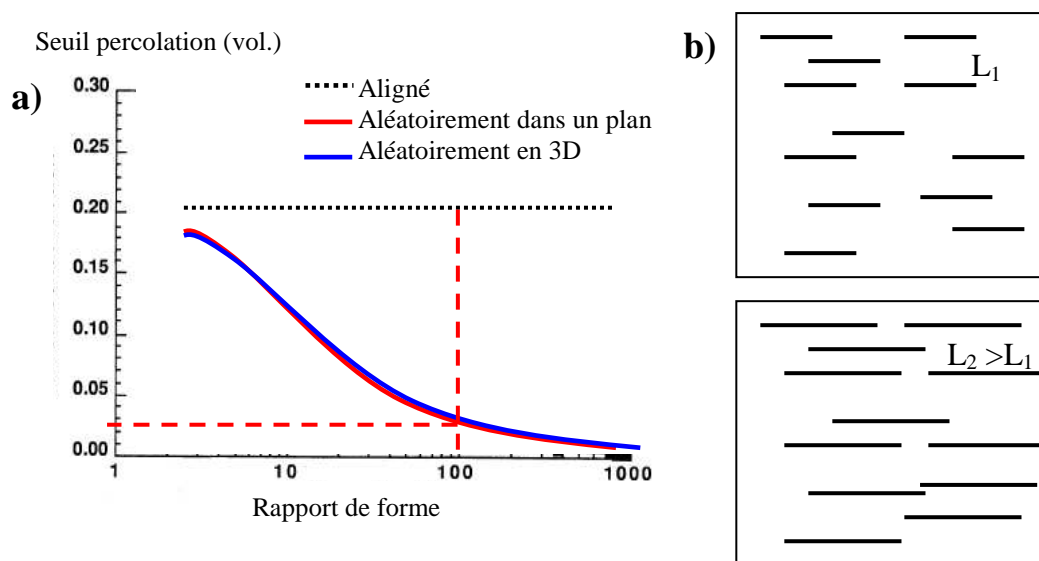 Seuil percolation (vol.)
a)
Aligné
Aléatoirement dans un plan
Aléatoirement en 3D
0.30
0.25
0.20
0.15
0.10
0.05
0.00
1
10
100
1000
Rapport de forme
b)
L₁
L₂ >L₁